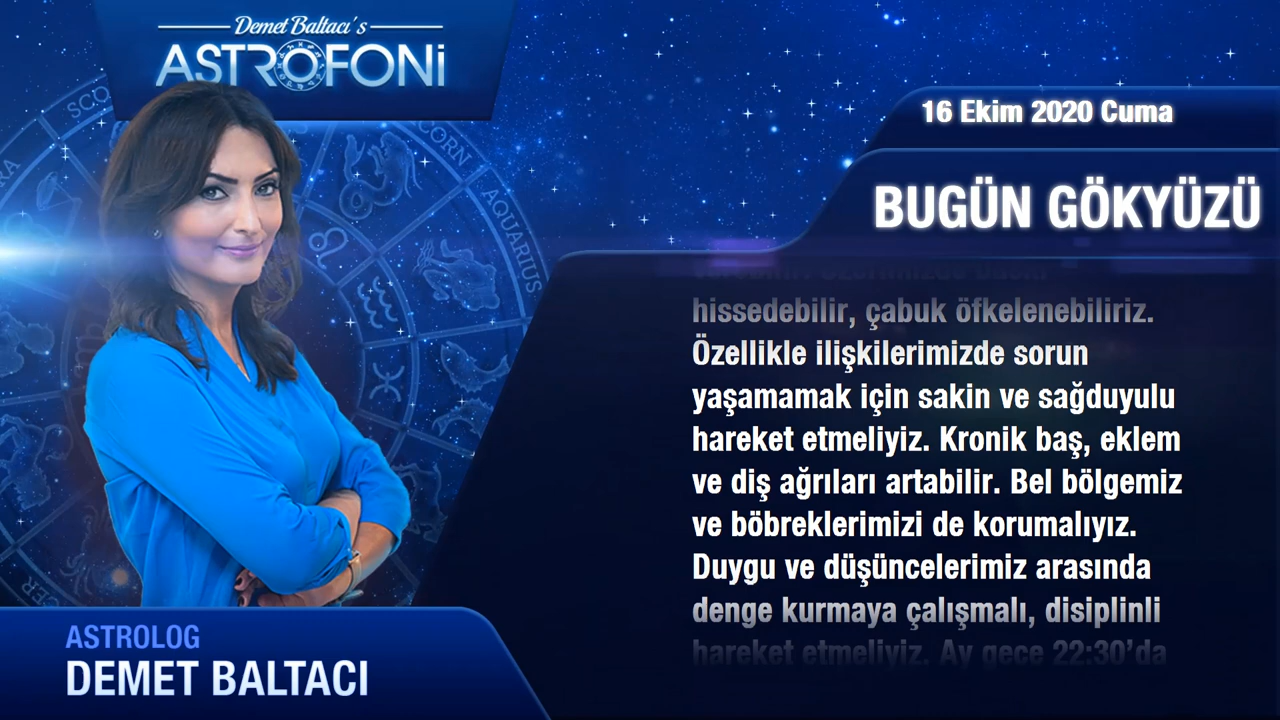 Demet Baltacı's
ASTROFONİ
16 Ekim 2020 Cuma
BUGÜN GÖKYÜZÜ
hissedebilir, çabuk öfkelenebiliriz.
Özellikle ilişkilerimizde sorun
yaşamamak için sakin ve sağduyulu
hareket etmeliyiz. Kronik baş, eklem
ve diş ağrıları artabilir. Bel bölgemiz
ve böbreklerimizi de korumalıyız.
Duygu ve düşüncelerimiz arasında
denge kurmaya çalışmalı, disiplinli
hareket etmeliyiz. Ay gece 22:30’da
AQUARIUS
ASTROLOG
DEMET BALTACI